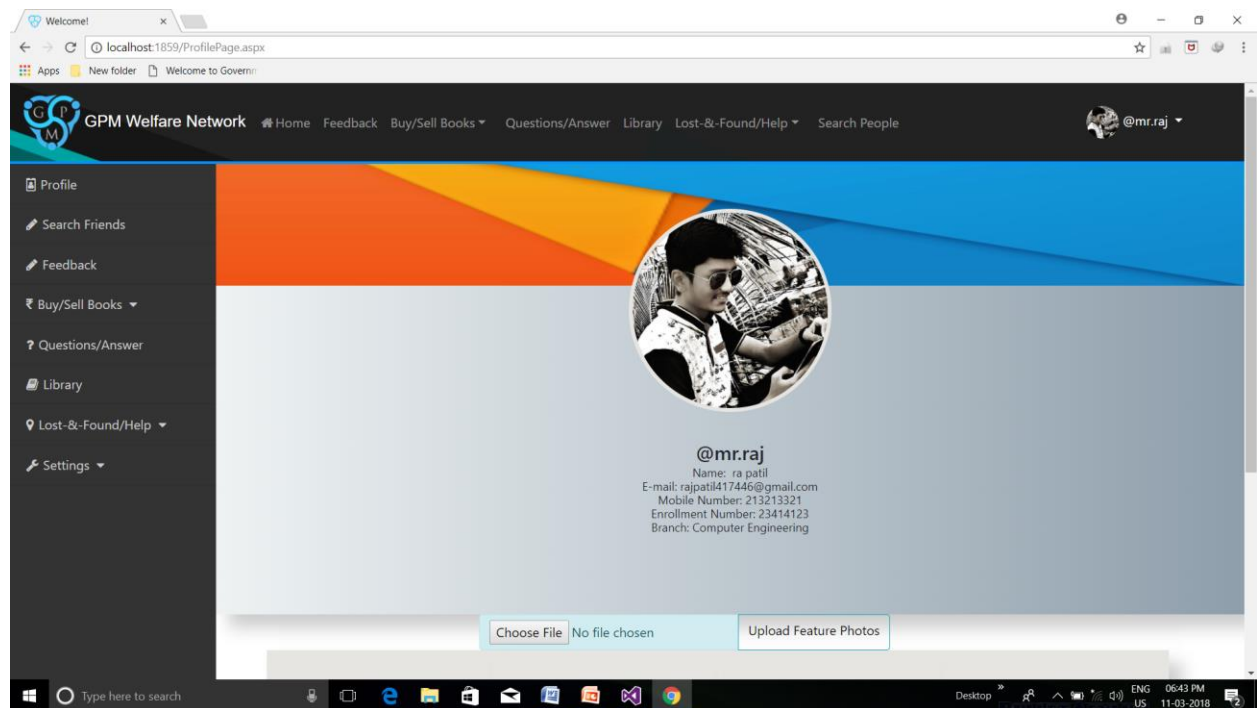 Welcome!
localhost:1859/ProfilePage.aspx
Apps New folder Welcome to Governm
G P M
GPM Welfare Network Home Feedback Buy/Sell Books Questions/Answer Library Lost-&-Found/Help Search People @mr.raj
Profile
Search Friends
Feedback
₹ Buy/Sell Books
? Questions/Answer
Library
Lost-&-Found/Help
Settings
@mr.raj
Name: ra patil
E-mail: rajpatil417446@gmail.com
Mobile Number: 213213321
Enrollment Number: 23414123
Branch: Computer Engineering
Choose File No file chosen Upload Feature Photos
Type here to search Desktop » ENG 06:43 PM
US 11-03-2018 2